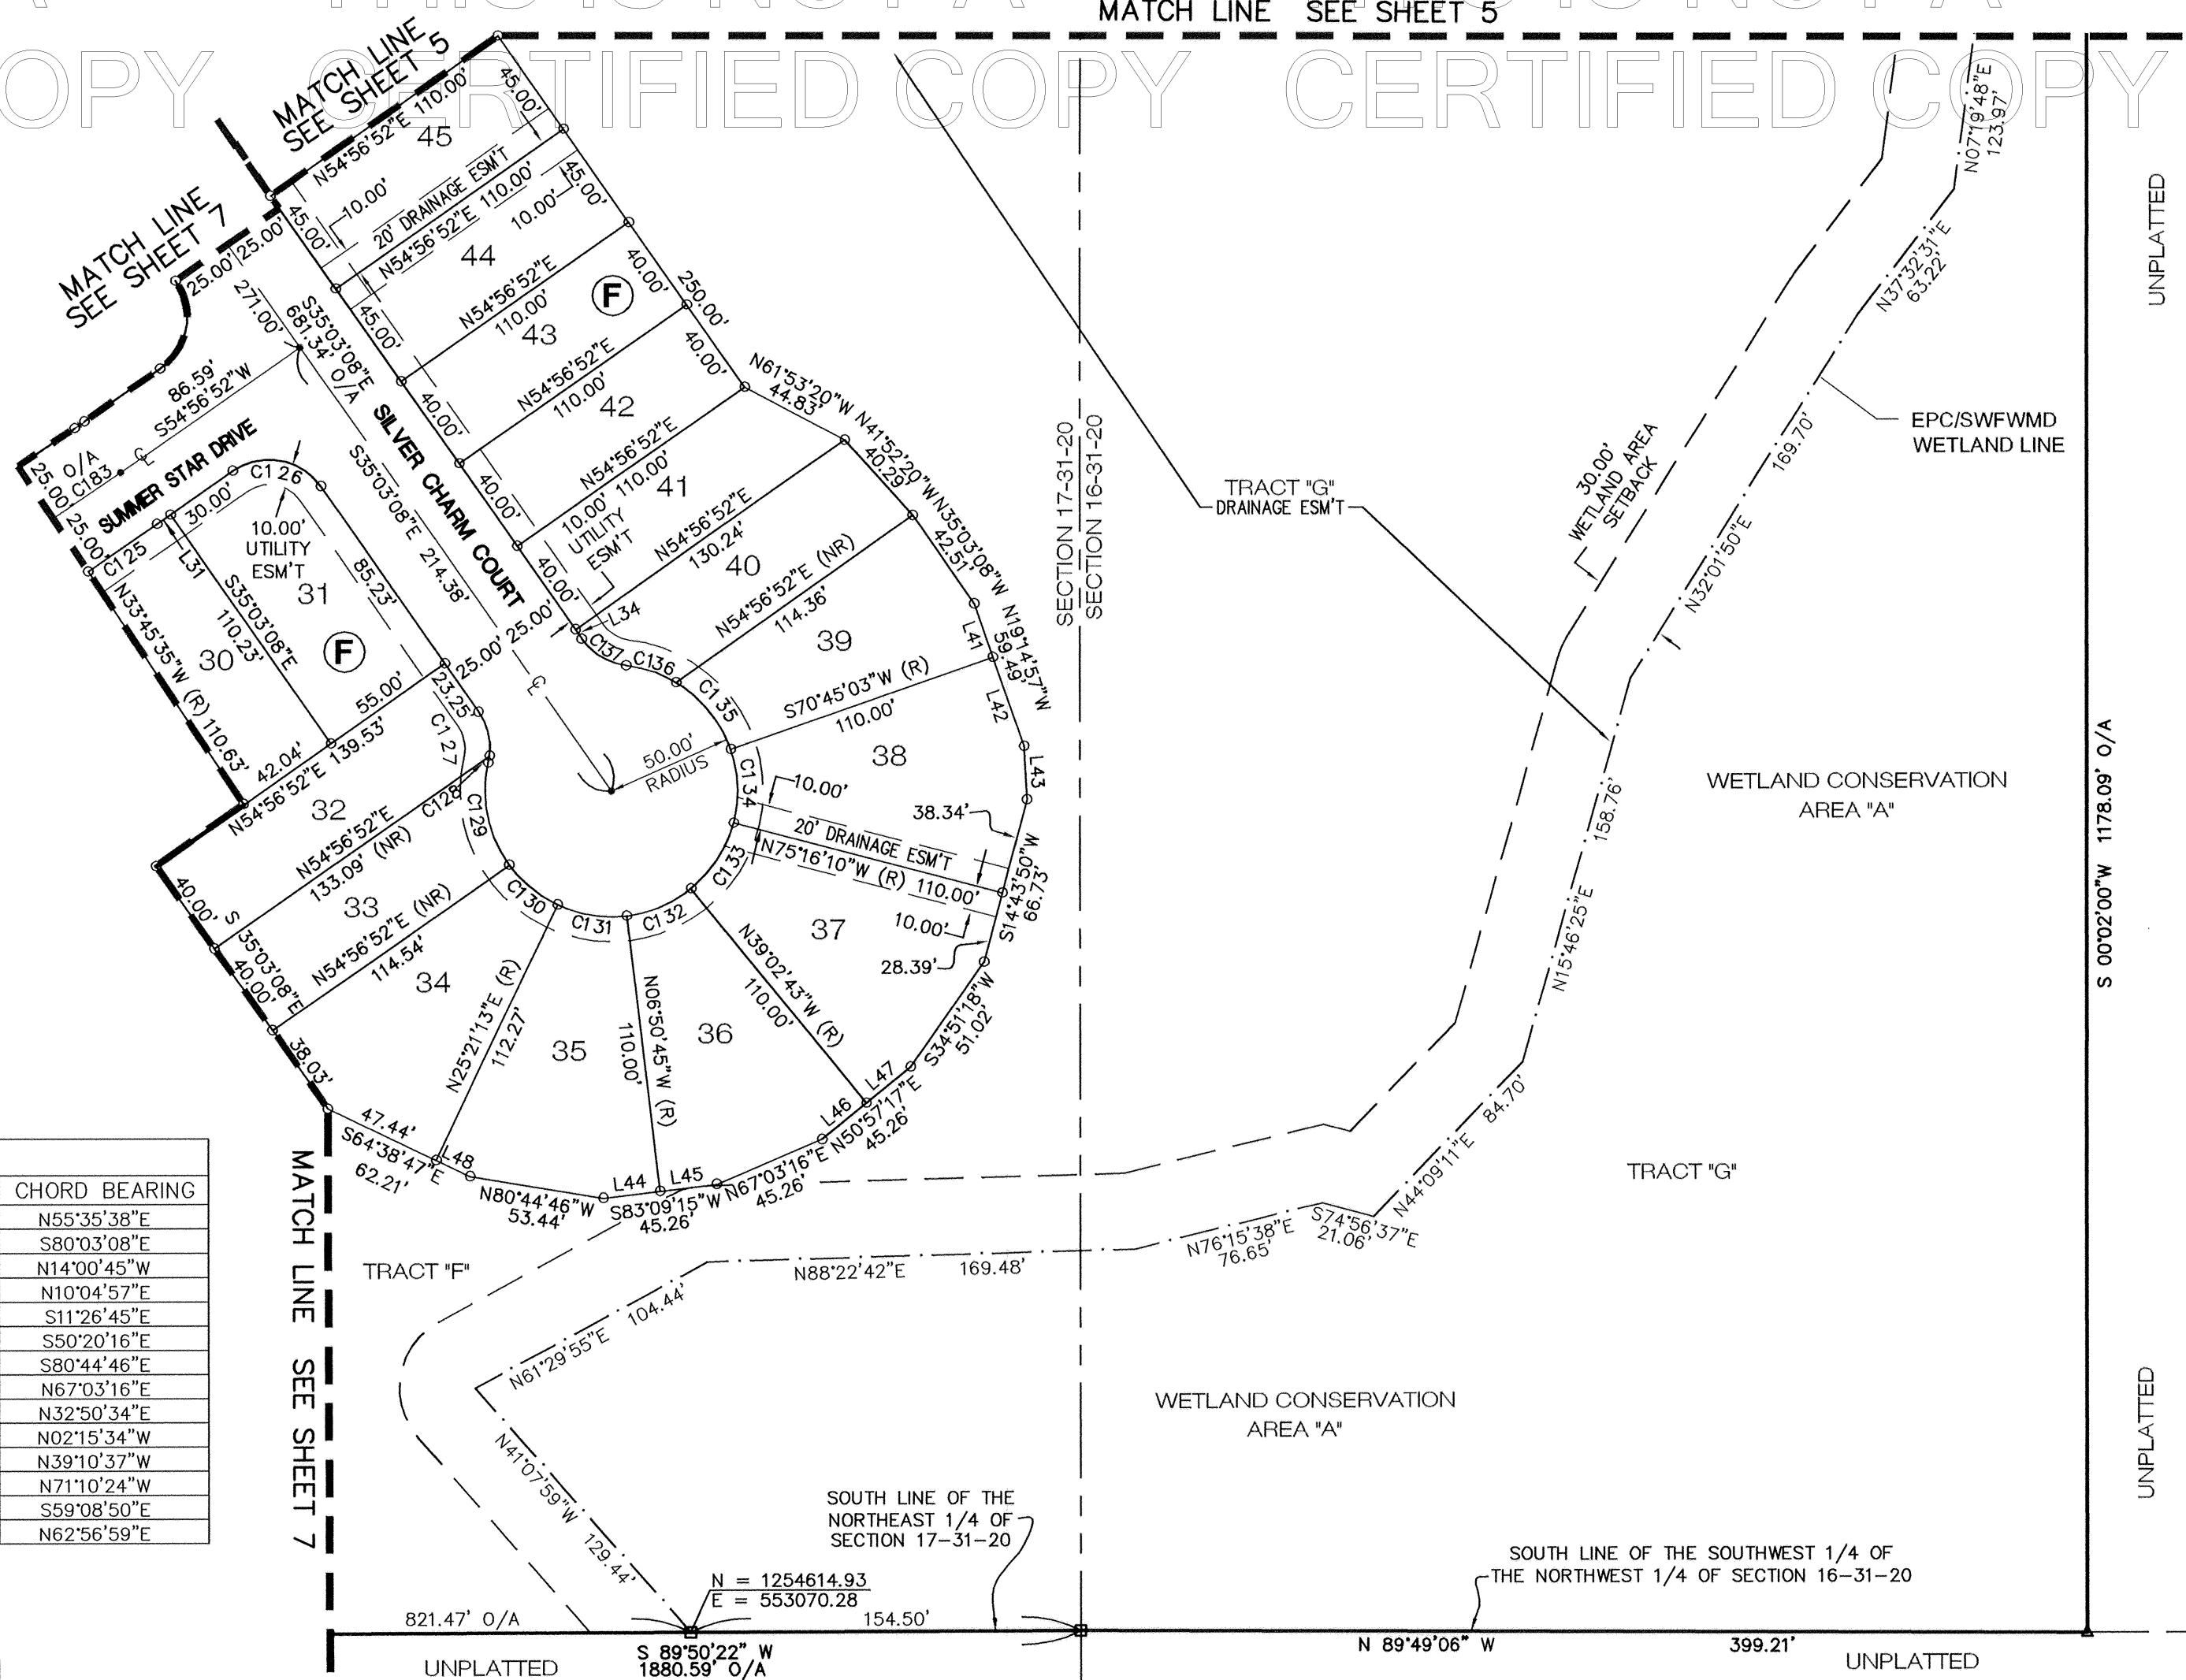 MATCH LINE SEE SHEET 5
THIS IS NOT A
COPY CERTIFIED COPY CERTIFIED COPY
MATCH LINE
SEE SHEET 5
N54°56'52"E 110.00'
45
45.00'
20' DRAINAGE ESM'T
N54°56'52"E 110.00'
10.00'
10.00'
45.00'
45.00'
44
MATCH LINE
SEE SHEET 7
25.00' 25.00'
271.00'
S35°03'08"E
681.34' O/A
45.00'
N54°56'52"E
110.00'
43
F
40.00'
250.00'
86.59'
S54°56'52"W
SILVER CHARM COURT
40.00'
N54°56'52"E
110.00'
42
40.00'
N61°53'20"W
44.83'
N41°52'20"W
40.29'
O/A
C183
SUMMER STAR DRIVE
25.00'
25.00'
C125
30.00'
C126
10.00'
UTILITY
ESM'T
L31
S35°03'08"E 214.38'
40.00'
N54°56'52"E
110.00'
41
10.00'
UTILITY
ESM'T
40.00'
N54°56'52"E
130.24'
40
N35°03'08"W
42.51'
N33°45'35"W (R) 110.63'
S35°03'08"E
110.23'
31
85.23'
30
F
25.00' 25.00'
L34
C137
C136
N54°56'52"E (NR)
114.36'
39
N19°14'57"W
59.49'
L41
L42
55.00'
23.25'
C127
42.04'
N54°56'52"E 139.53'
32
C135
S70°45'03"W (R)
110.00'
38
L43
50.00'
RADIUS
C128
C129
C134
N54°56'52"E
133.09' (NR)
10.00'
38.34'
20' DRAINAGE ESM'T
N75°16'10"W (R) 110.00'
10.00'
S14°43'50"W
66.73'
28.39'
40.00'
S 35°03'08"E
33
N54°56'52"E (NR)
114.54'
40.00'
C130
C131
C132
C133
37
34
38.03'
N25°21'13"E (R)
112.27'
35
N06°50'45"W (R)
110.00'
36
N39°02'43"W (R)
110.00'
S34°51'18"W
51.02'
L47
L46
N50°57'17"E
45.26'
47.44'
S64°38'47"E
62.21'
L48
N80°44'46"W
53.44'
L44
L45
S83°09'15"W
45.26'
N67°03'16"E
45.26'
SECTION 17-31-20
SECTION 16-31-20
TRACT "G"
DRAINAGE ESM'T
30.00'
WETLAND AREA
SETBACK
EPC/SWFWMD
WETLAND LINE
N07°19'48"E
123.97'
N37°32'31"E
63.22'
169.70'
N32°01'50"E
158.76'
N15°46'25"E
84.70'
N44°09'11"E
S74°56'37"E
21.06'
N76°15'38"E
76.65'
N88°22'42"E 169.48'
104.44'
N61°29'55"E
N41°07'59"W 129.44'
WETLAND CONSERVATION
AREA "A"
TRACT "G"
TRACT "F"
WETLAND CONSERVATION
AREA "A"
UNPLATTED
S 00°02'00"W 1178.09' O/A
UNPLATTED
MATCH LINE SEE SHEET 7
CHORD BEARING
N55°35'38"E
S80°03'08"E
N14°00'45"W
N10°04'57"E
S11°26'45"E
S50°20'16"E
S80°44'46"E
N67°03'16"E
N32°50'34"E
N02°15'34"W
N39°10'37"W
N71°10'24"W
S59°08'50"E
N62°56'59"E
SOUTH LINE OF THE
NORTHEAST 1/4 OF
SECTION 17-31-20
SOUTH LINE OF THE SOUTHWEST 1/4 OF
THE NORTHWEST 1/4 OF SECTION 16-31-20
N = 1254614.93
E = 553070.28
821.47' O/A
154.50'
S 89°50'22" W
1880.59' O/A
N 89°49'06" W
399.21'
UNPLATTED
UNPLATTED